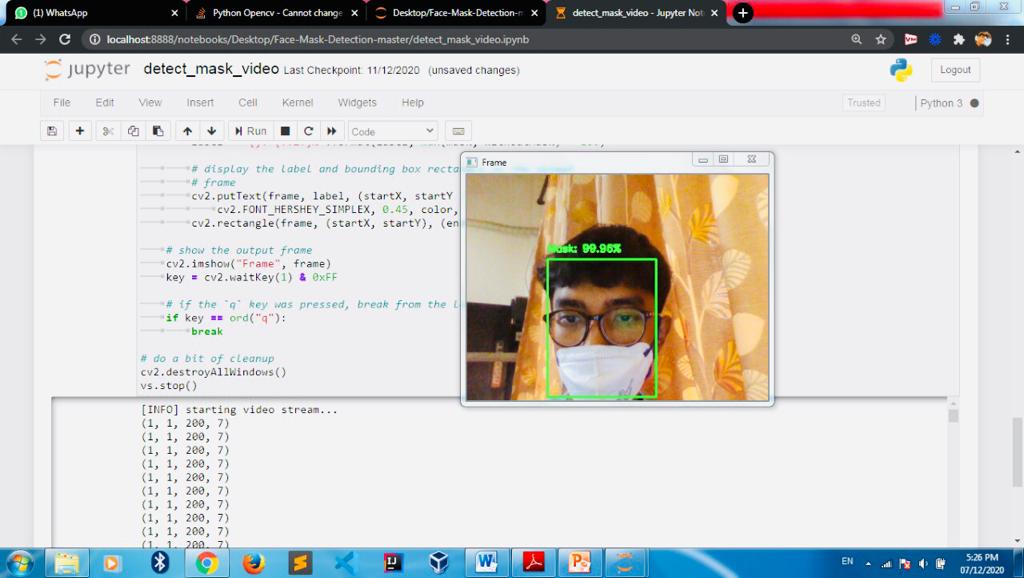 (1) WhatsApp
Python Opencv - Cannot change
Desktop/Face-Mask-Detection-m
detect_mask_video - Jupyter Not
localhost:8888/notebooks/Desktop/Face-Mask-Detection-master/detect_mask_video.ipynb
jupyter detect_mask_video Last Checkpoint: 11/12/2020 (unsaved changes)
Logout
File Edit View Insert Cell Kernel Widgets Help
Trusted
Python 3
Run
Code
# display the label and bounding box recta
# frame
cv2.putText(frame, label, (startX, startY
cv2.FONT_HERSHEY_SIMPLEX, 0.45, color,
cv2.rectangle(frame, (startX, startY), (en
# show the output frame
cv2.imshow("Frame", frame)
key = cv2.waitKey(1) & 0xFF
# if the `q` key was pressed, break from the l
if key == ord("q"):
break
# do a bit of cleanup
cv2.destroyAllWindows()
vs.stop()
Frame
Mask: 99.96%
[INFO] starting video stream...
(1, 1, 200, 7)
(1, 1, 200, 7)
(1, 1, 200, 7)
(1, 1, 200, 7)
(1, 1, 200, 7)
(1, 1, 200, 7)
(1, 1, 200, 7)
(1, 1, 200, 7)
(1, 1, 200, 7)
(1, 1, 200, 7)
EN
5:26 PM
07/12/2020